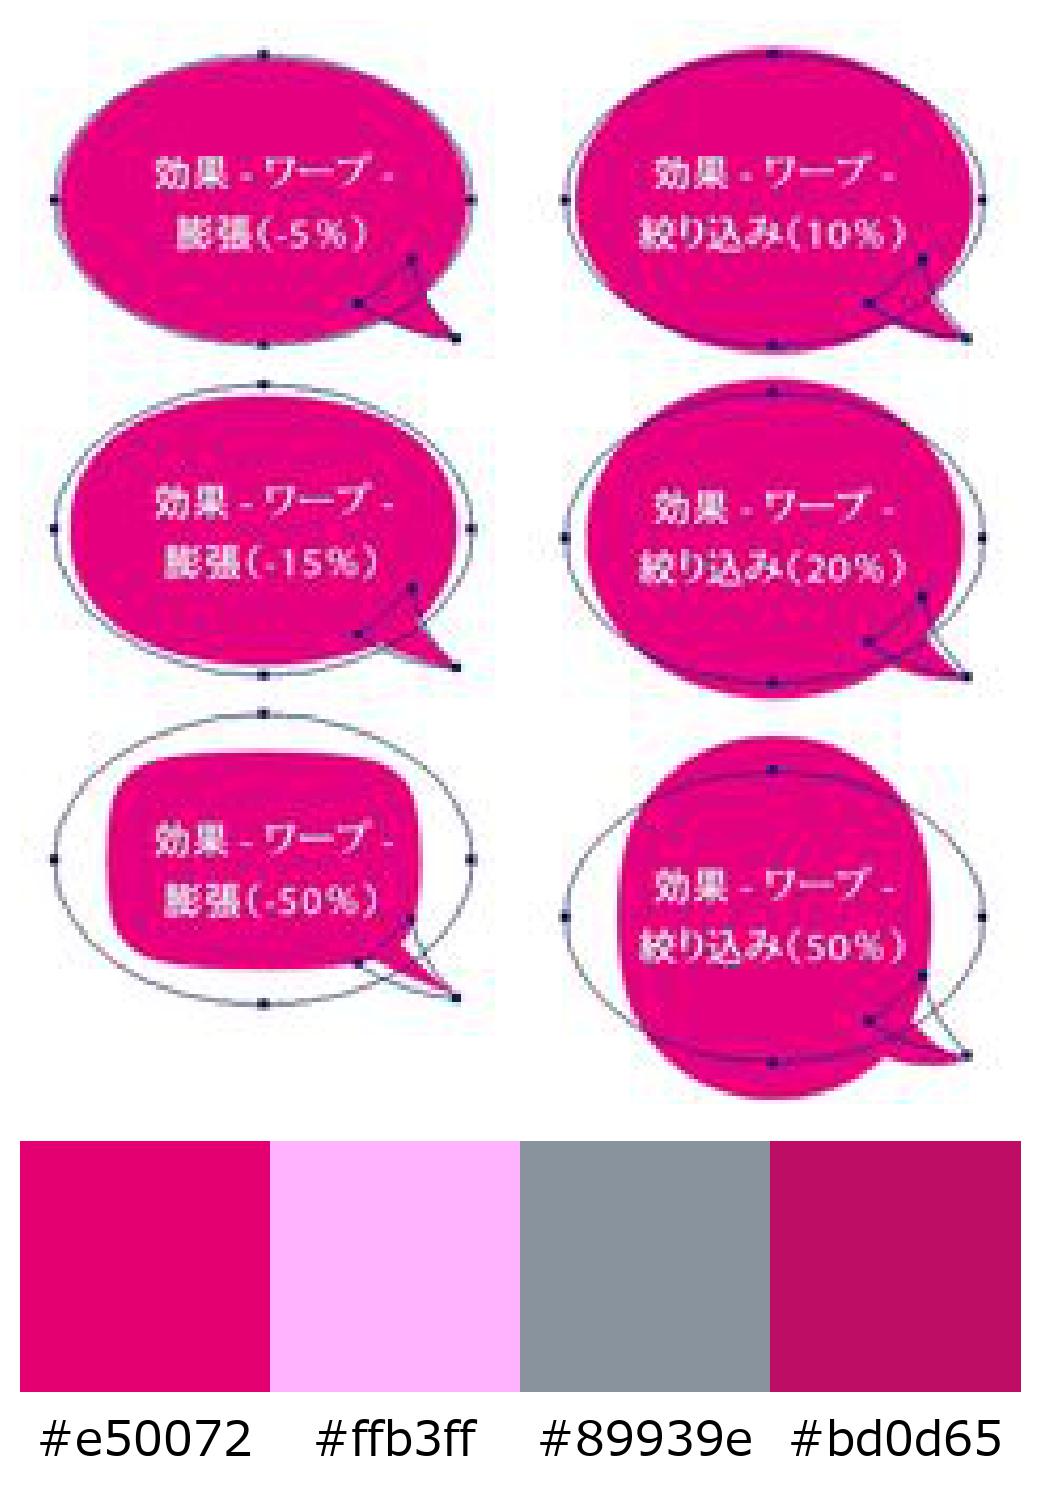 効果 - ワープ -
膨張(-5%)
効果 - ワープ -
絞り込み(10%)
効果 - ワープ -
膨張(-15%)
効果 - ワープ -
絞り込み(20%)
効果 - ワープ -
膨張(-50%)
効果 - ワープ -
絞り込み(50%)
#e50072
#ffb3ff
#89939e
#bd0d65